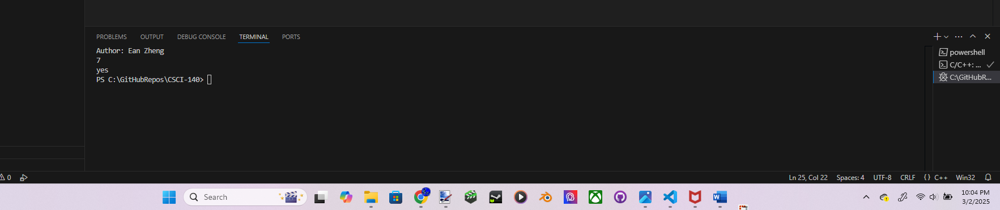 PROBLEMS OUTPUT DEBUG CONSOLE TERMINAL PORTS
Author: Ean Zheng
7
yes
PS C:\GitHubRepos\CSCI-140>
powershell
C/C++: ...
C:\GitHubR...
0
Ln 25, Col 22 Spaces: 4 UTF-8 CRLF {} C++ Win32
Search
10:04 PM
3/2/2025